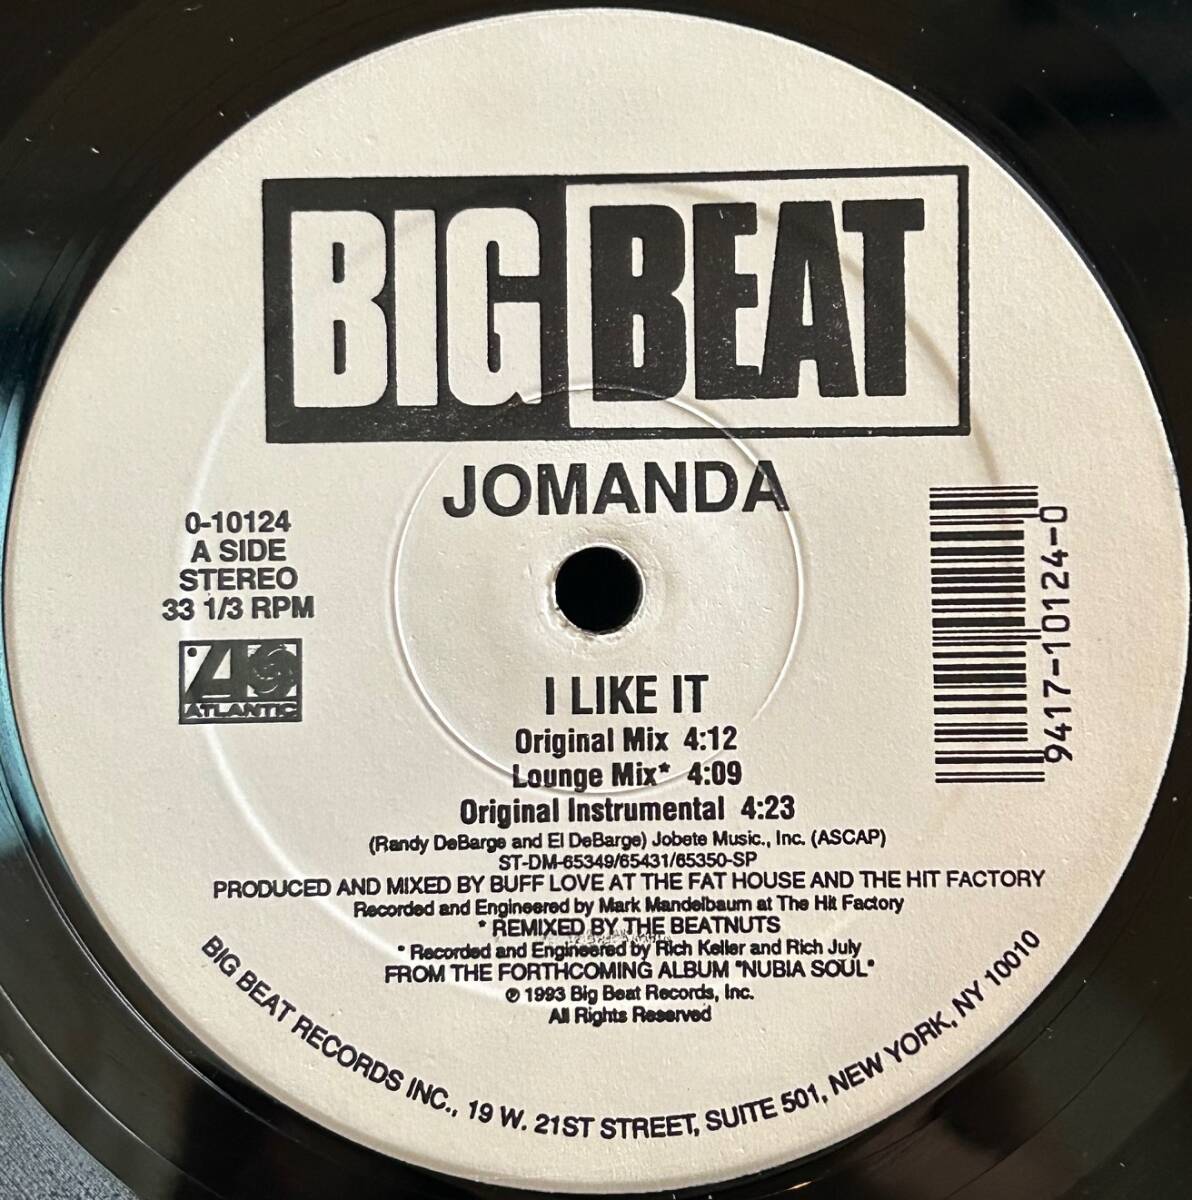 BIG BEAT
JOMANDA
0-10124
A SIDE
STEREO
33 1/3 RPM
ATLANTIC
9417-10124-0
I LIKE IT
Original Mix 4:12
Lounge Mix* 4:09
Original Instrumental 4:23
(Randy DeBarge and El DeBarge) Jobete Music., Inc. (ASCAP)
ST-DM-65349/65431/65350-SP
PRODUCED AND MIXED BY BUFF LOVE AT THE FAT HOUSE AND THE HIT FACTORY
Recorded and Engineered by Mark Mandelbaum at The Hit Factory
* REMIXED BY THE BEATNUTS
* Recorded and Engineered by Rich Keller and Rich July
FROM THE FORTHCOMING ALBUM "NUBIA SOUL"
℗ 1993 Big Beat Records, Inc.
All Rights Reserved
BIG BEAT RECORDS INC., 19 W. 21ST STREET, SUITE 501, NEW YORK, NY 10010